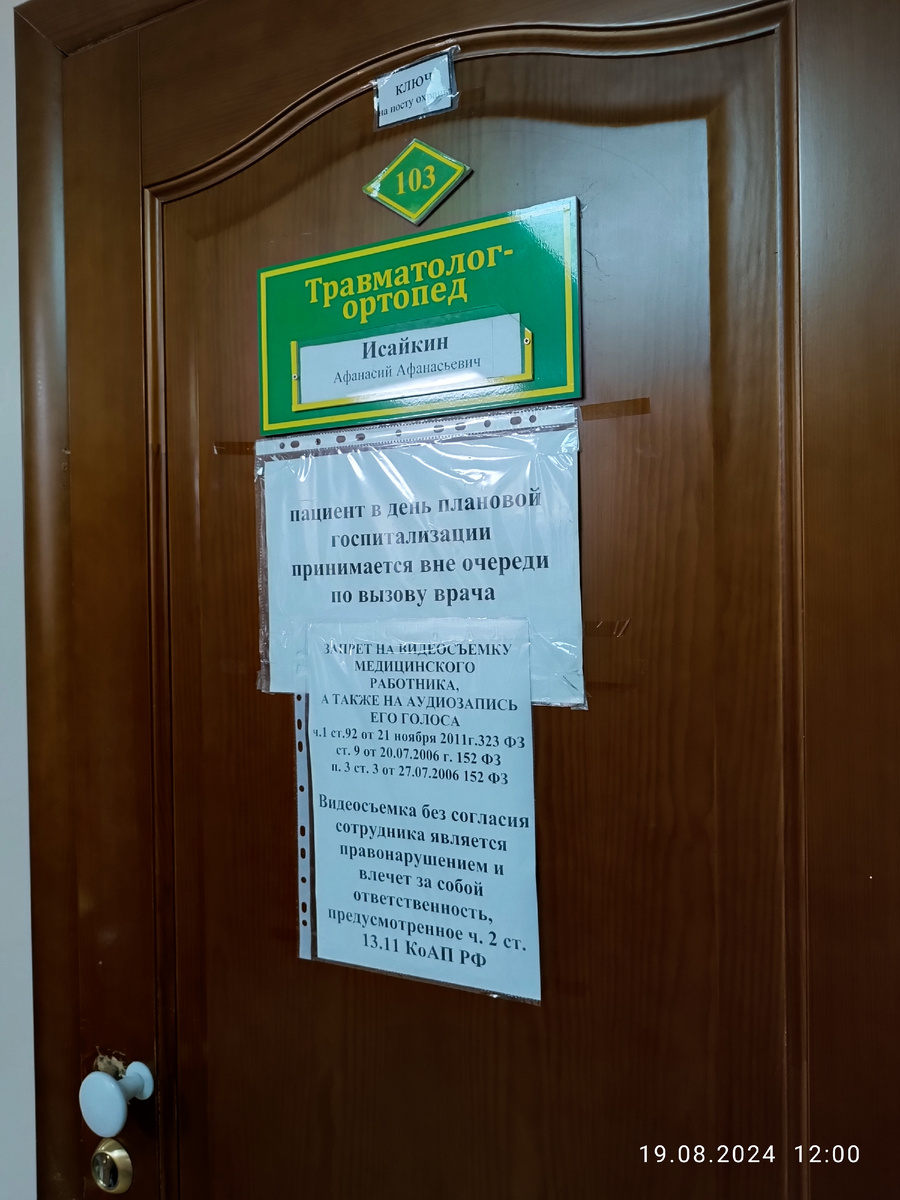 КЛЮЧ
на посту
103
Травматолог-
ортопед
Исайкин
Афанасий Афанасьевич
пациент в день плановой
госпитализации
принимается вне очереди
по вызову врача
ЗАПРЕТ НА ВИДЕОСЪЕМКУ
МЕДИЦИНСКОГО
РАБОТНИКА,
А ТАКЖЕ НА АУДИОЗАПИСЬ
ЕГО ГОЛОСА
ч.1 ст.92 от 21 ноября 2011г.323 ФЗ
ст. 9 от 20.07.2006 г. 152 ФЗ
п. 3 ст. 3 от 27.07.2006 152 ФЗ
Видеосъемка без согласия
сотрудника является
правонарушением и
влечет за собой
ответственность,
предусмотренное ч. 2 ст.
13.11 КоАП РФ
19.08.2024 12:00